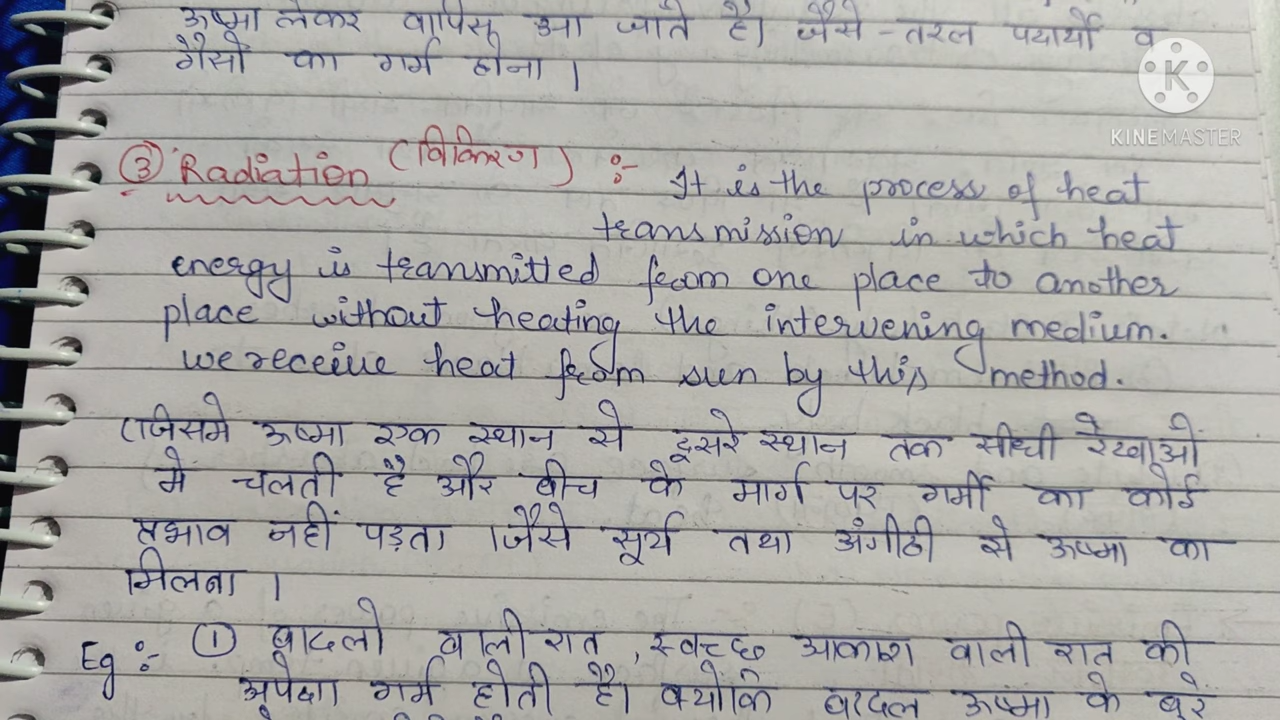 ऊष्मा लेकर वापिस आ जाते है। जैसे - तरल पदार्थो व
गैसो का गर्म होना ।
K
KINEMASTER
③ Radiation (विकिरण) :- It is the process of heat
transmission in which heat
energy is transmitted from one place to another
place without heating the intervening medium.
we receive heat from sun by this method.
(जिसमे ऊष्मा एक स्थान से दूसरे स्थान तक सीधी रेखाओ
मे चलती है और बीच के मार्ग पर गर्मी का कोई
प्रभाव नहीं पड़ता । जैसे सूर्य तथा अंगीठी से ऊष्मा का
मिलना ।
Eg :- ① बादलो वाली रात , स्वच्छ आकाश वाली रात की
अपेक्षा गर्म होती है। क्योकि बादल ऊष्मा के बुरे